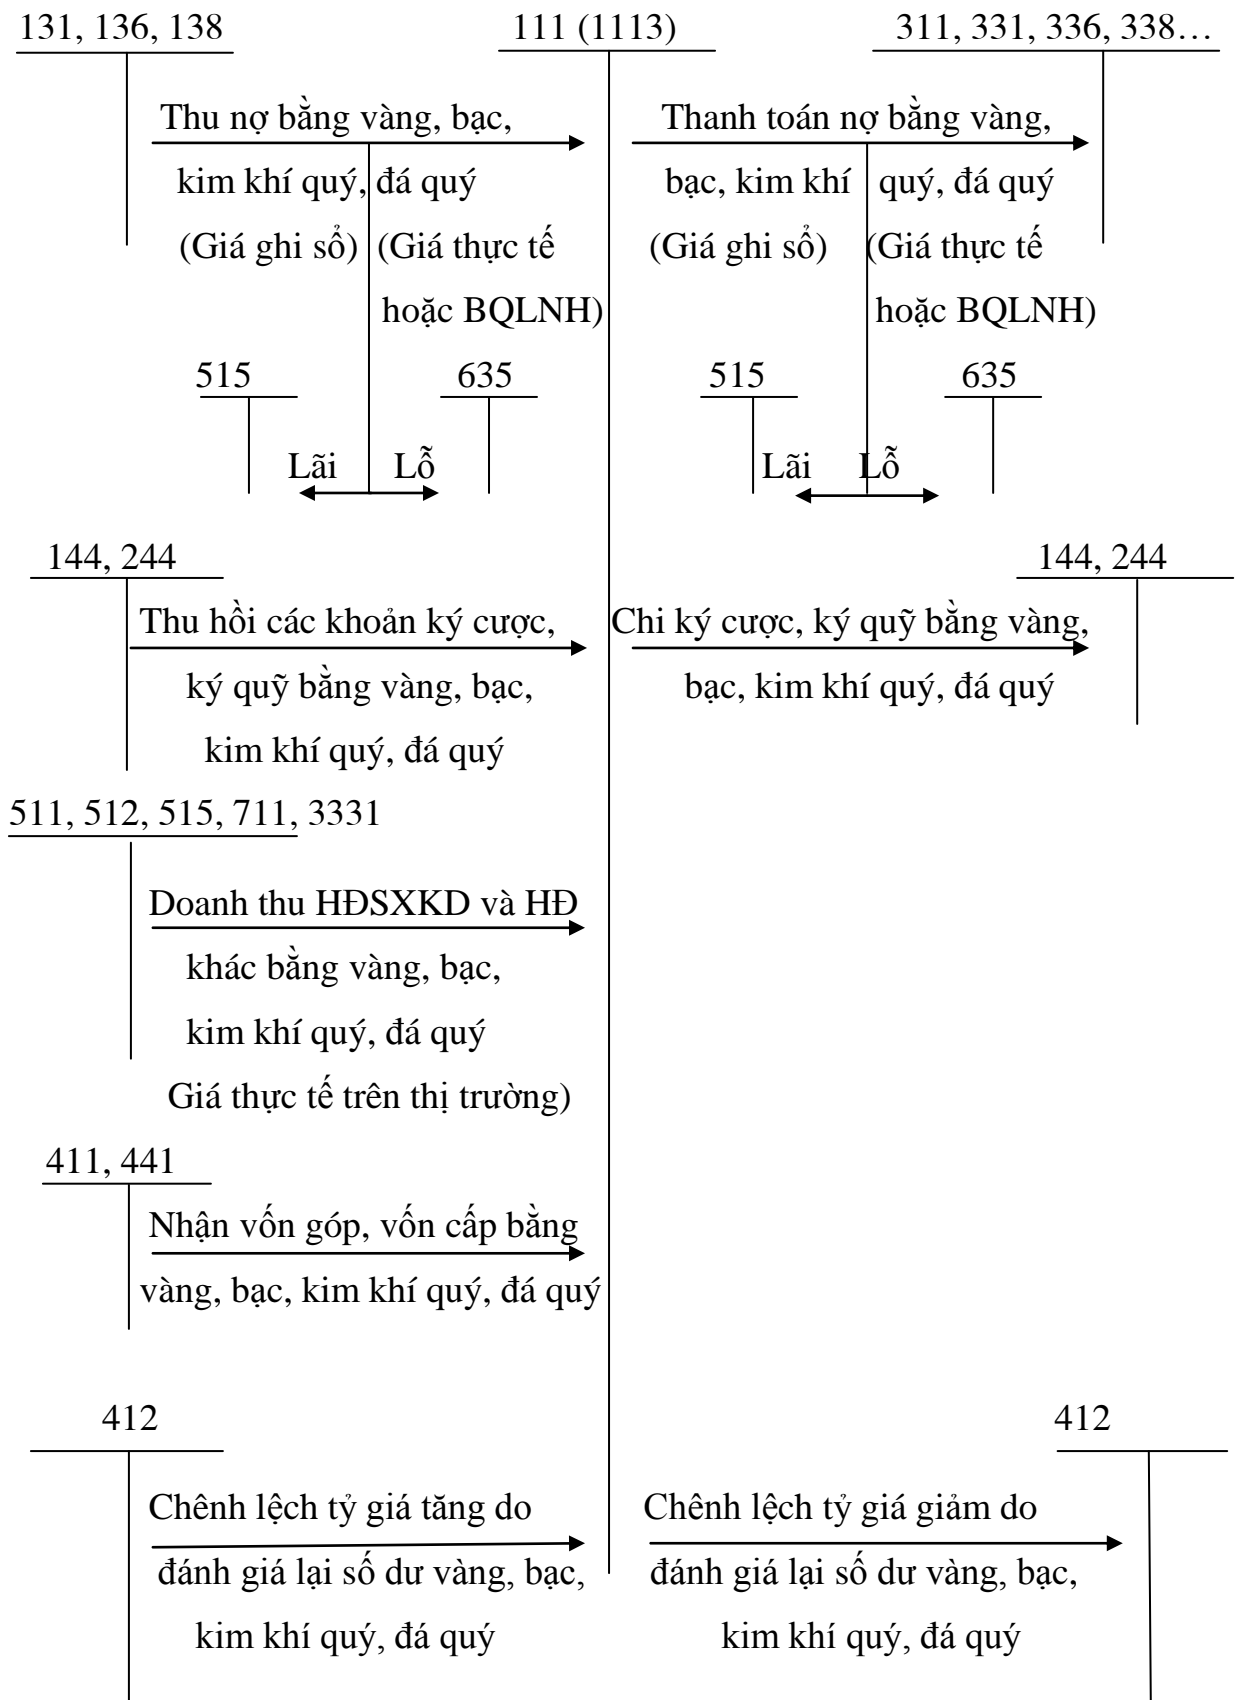 131, 136, 138
111 (1113)
311, 331, 336, 338…
Thu nợ bằng vàng, bạc,
kim khí quý, đá quý
(Giá ghi sổ) (Giá thực tế
hoặc BQLNH)
Thanh toán nợ bằng vàng,
bạc, kim khí quý, đá quý
(Giá ghi sổ) (Giá thực tế
hoặc BQLNH)
515
635
Lãi Lỗ
515
635
Lãi Lỗ
144, 244
144, 244
Thu hồi các khoản ký cược,
ký quỹ bằng vàng, bạc,
kim khí quý, đá quý
Chi ký cược, ký quỹ bằng vàng,
bạc, kim khí quý, đá quý
511, 512, 515, 711, 3331
Doanh thu HĐSXKD và HĐ
khác bằng vàng, bạc,
kim khí quý, đá quý
Giá thực tế trên thị trường)
411, 441
Nhận vốn góp, vốn cấp bằng
vàng, bạc, kim khí quý, đá quý
412
412
Chênh lệch tỷ giá tăng do
đánh giá lại số dư vàng, bạc,
kim khí quý, đá quý
Chênh lệch tỷ giá giảm do
đánh giá lại số dư vàng, bạc,
kim khí quý, đá quý